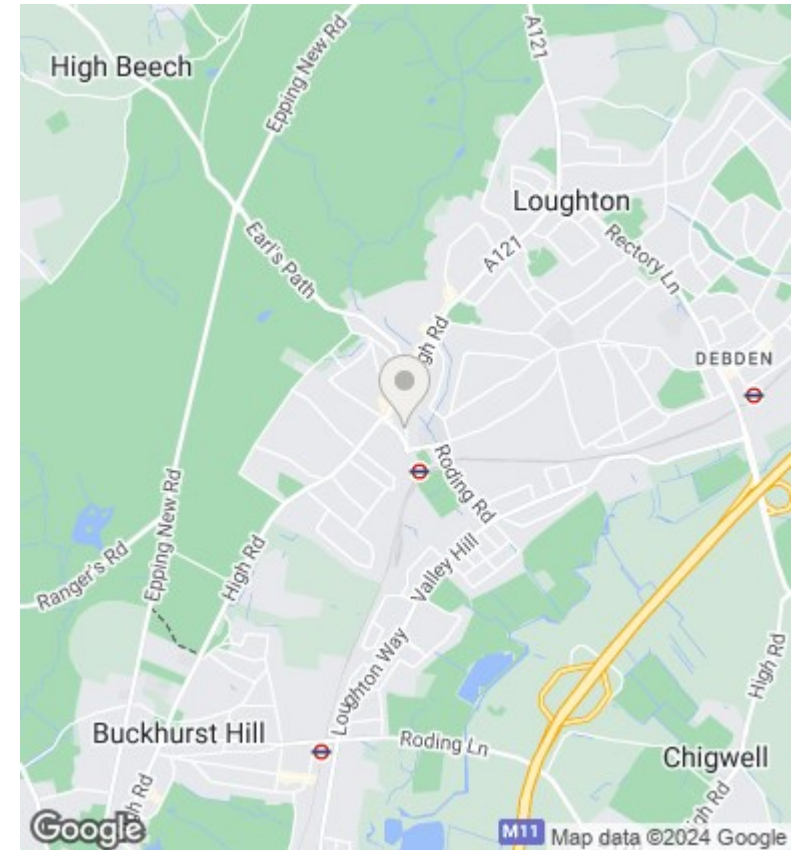 High Beech
Epping New Rd
A121
Loughton
Rectory Ln
A121
Earl's Path
gh Rd
DEBDEN
Roding Rd
Epping New Rd
High Rd
Ranger's Rd
Valley Hill
Loughton Way
High Rd
Buckhurst Hill
Roding Ln
Chigwell
gh Rd
gh Rd
Google
M11
Map data ©2024 Google